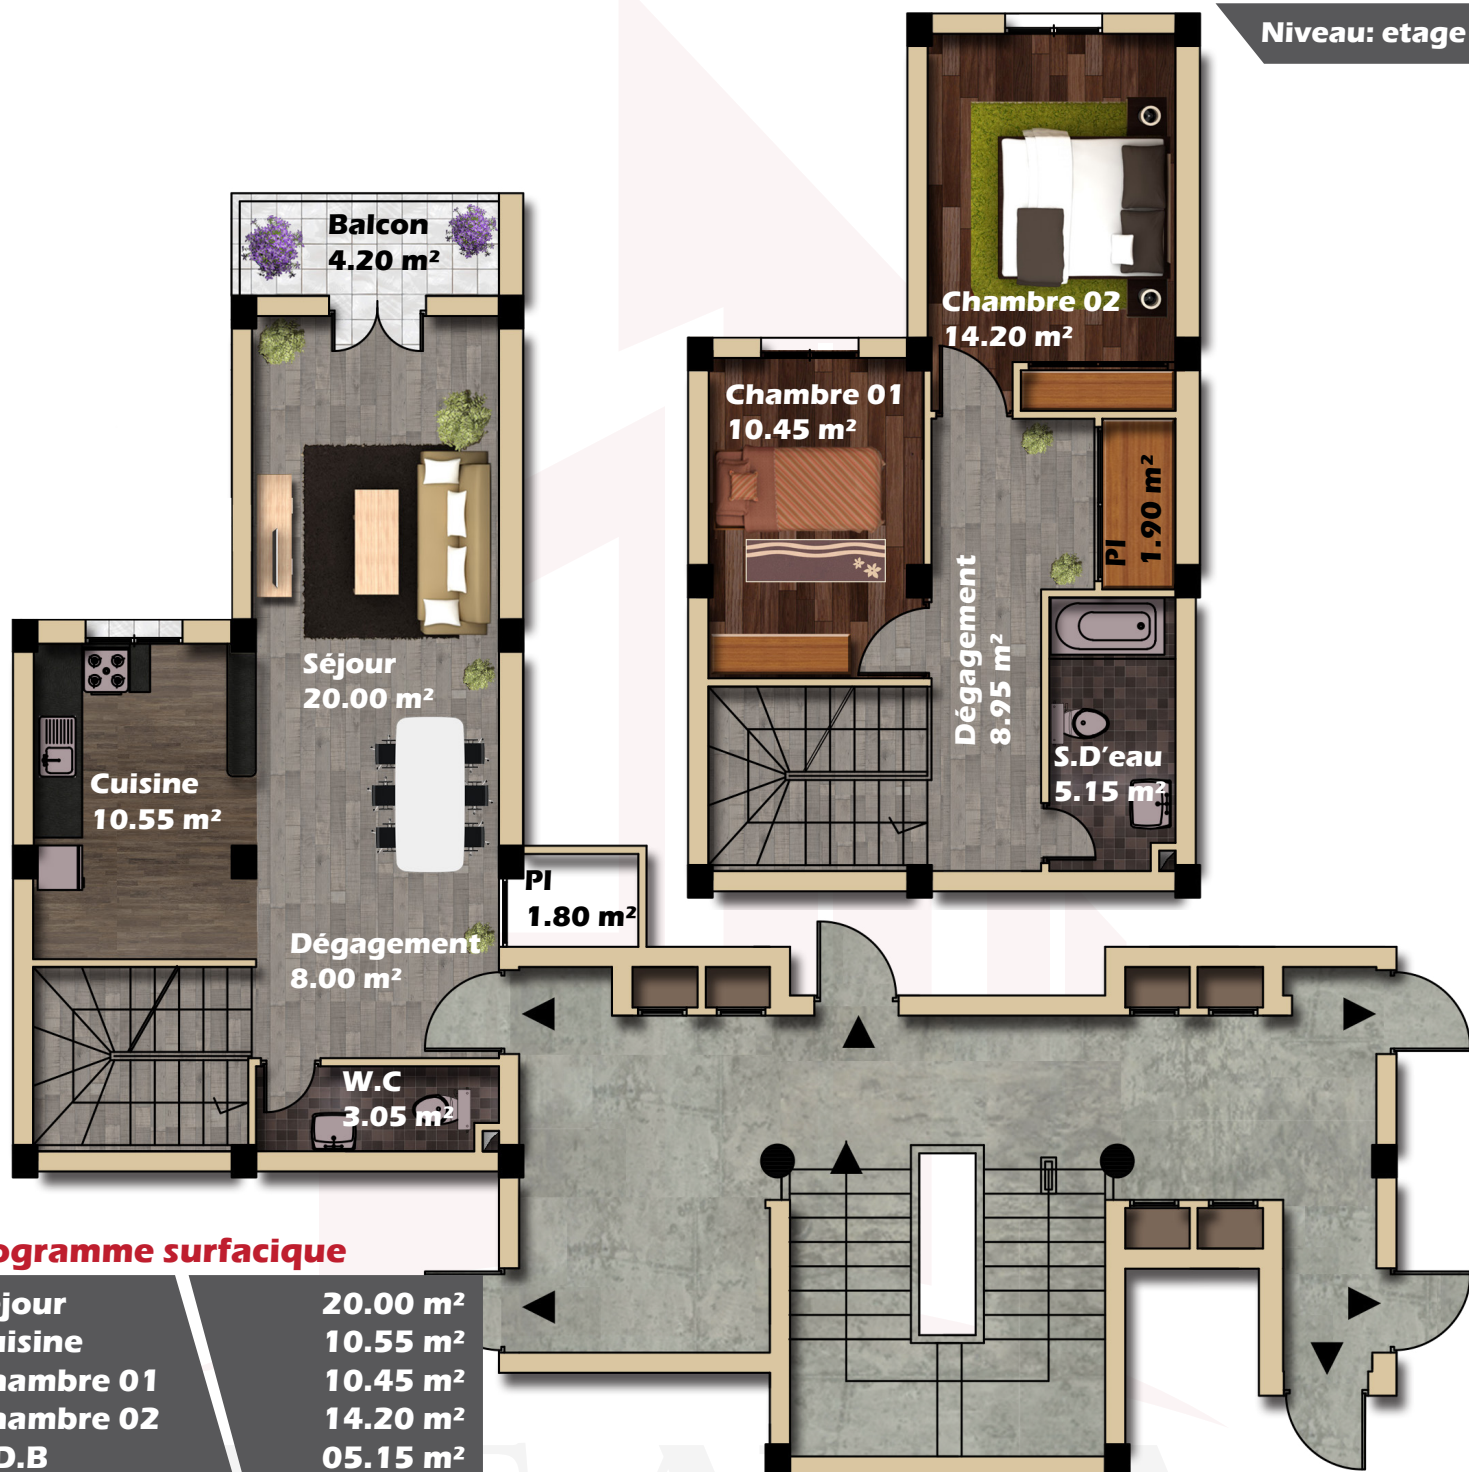 Niveau: etage
Balcon
4.20 m²
Chambre 02
14.20 m²
Chambre 01
10.45 m²
Pl
1.90 m²
Dégagement
8.95 m²
Séjour
20.00 m²
S.D'eau
5.15 m²
Cuisine
10.55 m²
Pl
1.80 m²
Dégagement
8.00 m²
W.C
3.05 m²
ogramme surfacique
jour 20.00 m²
uisine 10.55 m²
hambre 01 10.45 m²
hambre 02 14.20 m²
D.B 05.15 m²